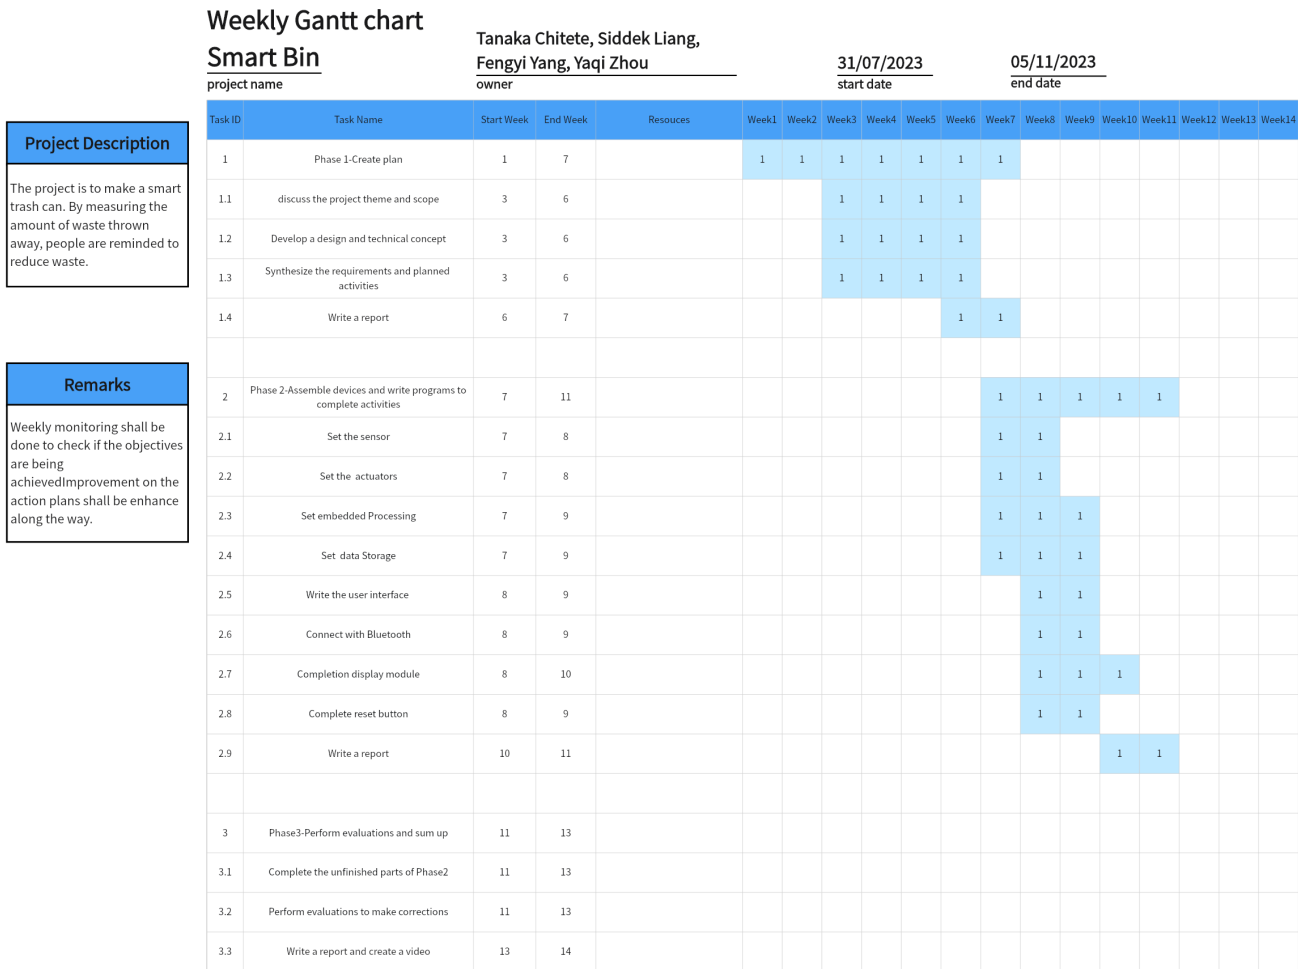 Weekly Gantt chart
Smart Bin
project name
Tanaka Chitete, Siddek Liang,
Fengyi Yang, Yaqi Zhou
owner
31/07/2023
start date
05/11/2023
end date
Project Description
The project is to make a smart
trash can. By measuring the
amount of waste thrown
away, people are reminded to
reduce waste.
Remarks
Weekly monitoring shall be
done to check if the objectives
are being
achievedImprovement on the
action plans shall be enhance
along the way.
Task ID Task Name Start Week End Week Resouces Week1 Week2 Week3 Week4 Week5 Week6 Week7 Week8 Week9 Week10 Week11 Week12 Week13 Week14
1 Phase 1-Create plan 1 7 1 1 1 1 1 1 1
1.1 discuss the project theme and scope 3 6 1 1 1 1
1.2 Develop a design and technical concept 3 6 1 1 1 1
1.3 Synthesize the requirements and planned
activities 3 6 1 1 1 1
1.4 Write a report 6 7 1 1
2 Phase 2-Assemble devices and write programs to
complete activities 7 11 1 1 1 1 1
2.1 Set the sensor 7 8 1 1
2.2 Set the actuators 7 8 1 1
2.3 Set embedded Processing 7 9 1 1 1
2.4 Set data Storage 7 9 1 1 1
2.5 Write the user interface 8 9 1 1
2.6 Connect with Bluetooth 8 9 1 1
2.7 Completion display module 8 10 1 1 1
2.8 Complete reset button 8 9 1 1
2.9 Write a report 10 11 1 1
3 Phase3-Perform evaluations and sum up 11 13
3.1 Complete the unfinished parts of Phase2 11 13
3.2 Perform evaluations to make corrections 11 13
3.3 Write a report and create a video 13 14